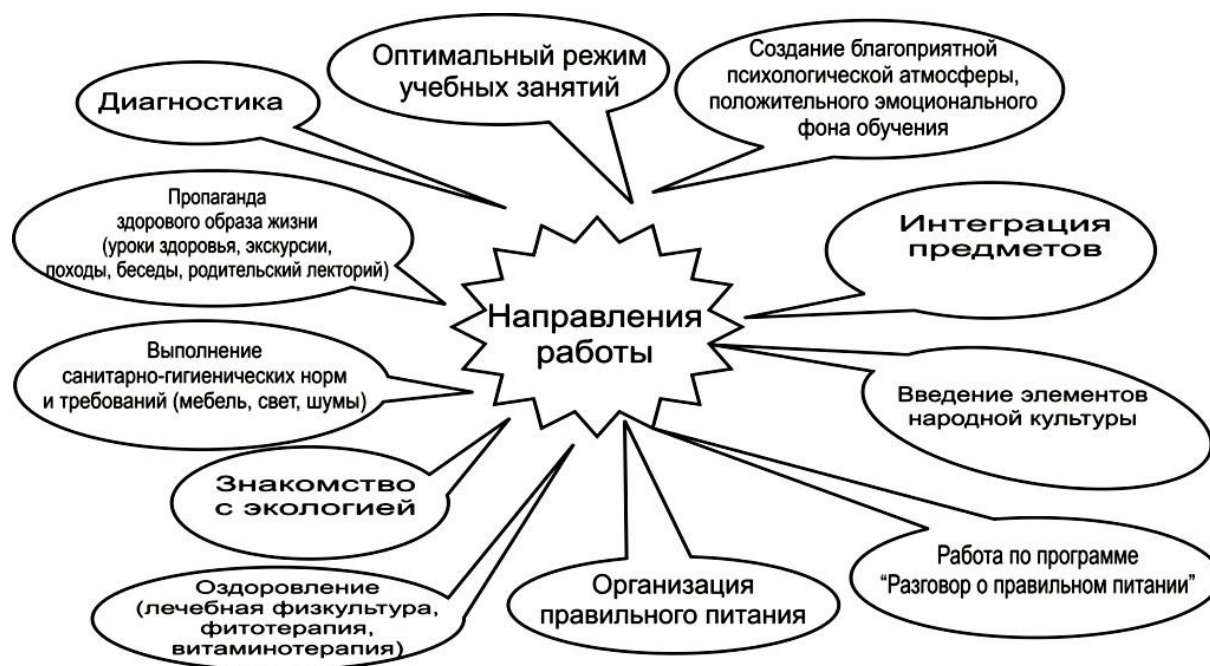 Оптимальный режим
учебных занятий
Создание благоприятной
психологической атмосферы,
положительного эмоционального
фона обучения
Диагностика
Пропаганда
здорового образа жизни
(уроки здоровья, экскурсии,
походы, беседы, родительский лекторий)
Интеграция
предметов
Направления
работы
Выполнение
санитарно-гигиенических норм
и требований (мебель, свет, шумы)
Введение элементов
народной культуры
Знакомство
с экологией
Оздоровление
(лечебная физкультура,
фитотерапия,
витаминотерапия)
Организация
правильного питания
Работа по программе
“Разговор о правильном питании”